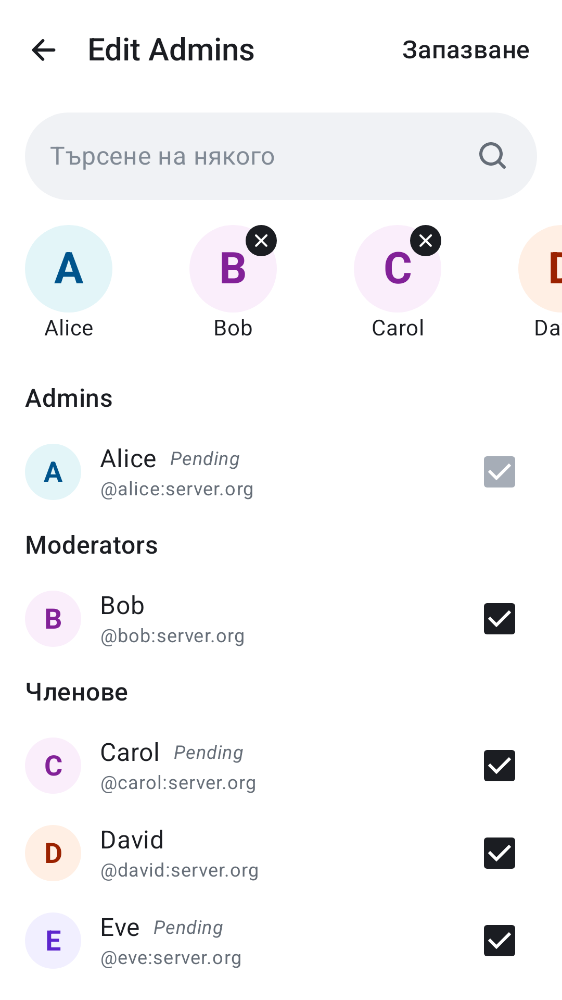 Edit Admins
Запазване
Търсене на някого
A
B
C
Alice
Bob
Carol
Da
Admins
A
Alice Pending
@alice:server.org
Moderators
B
Bob
@bob:server.org
Членове
C
Carol Pending
@carol:server.org
D
David
@david:server.org
E
Eve Pending
@eve:server.org